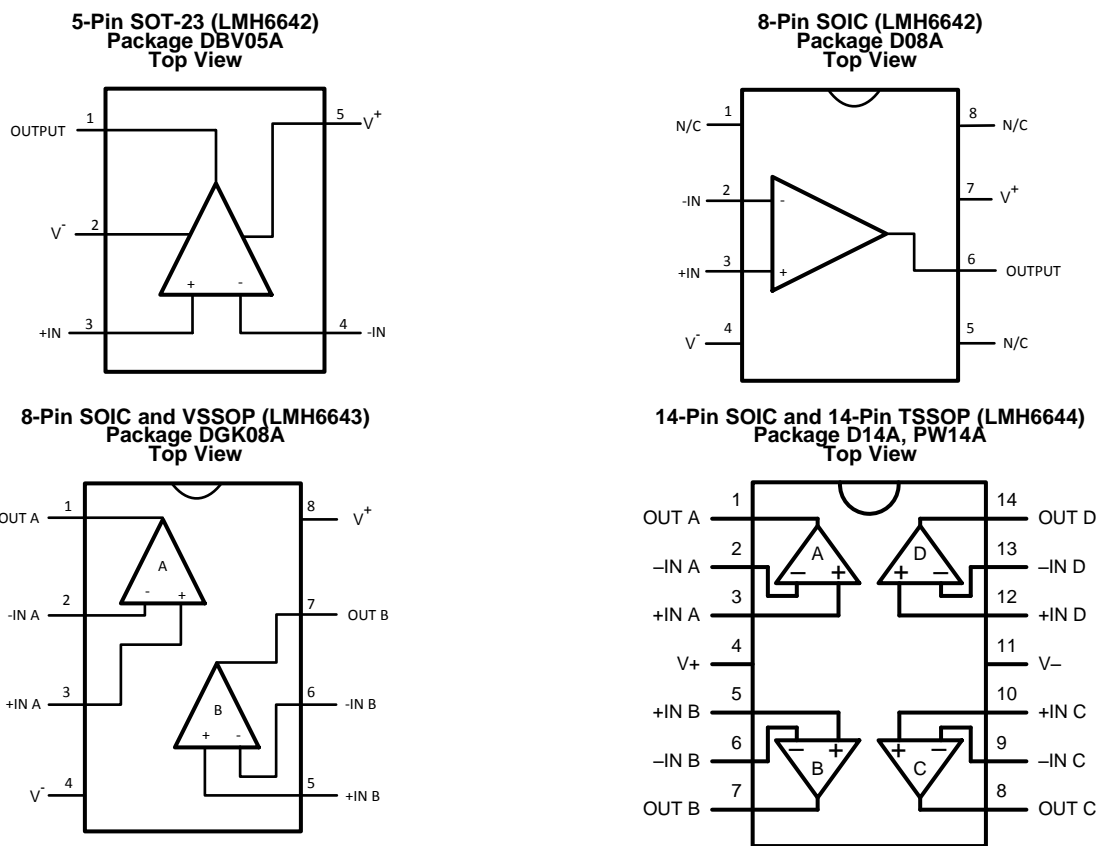 5-Pin SOT-23 (LMH6642)
Package DBV05A
Top View
OUTPUT 1
5 V+
V- 2
+ -
+IN 3
4 -IN
8-Pin SOIC (LMH6642)
Package D08A
Top View
N/C 1
8 N/C
-IN 2 -
7 V+
+IN 3 +
6 OUTPUT
V- 4
5 N/C
8-Pin SOIC and VSSOP (LMH6643)
Package DGK08A
Top View
OUT A 1
8 V+
A
- +
-IN A 2
7 OUT B
+IN A 3
6 -IN B
B
+ -
V- 4
5 +IN B
14-Pin SOIC and 14-Pin TSSOP (LMH6644)
Package D14A, PW14A
Top View
OUT A 1
14 OUT D
A D
–IN A 2
13 –IN D
– + + –
+IN A 3
12 +IN D
V+ 4
11 V–
+IN B 5
10 +IN C
– + + –
–IN B 6
9 –IN C
B C
OUT B 7
8 OUT C